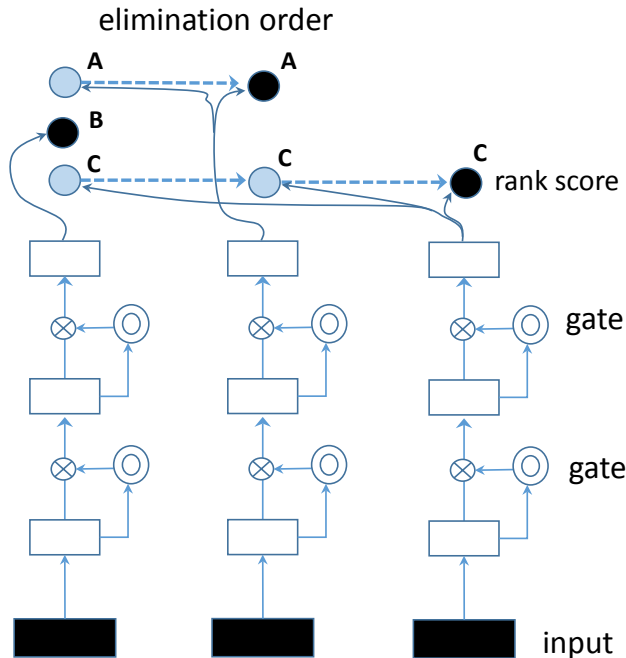 elimination order
A A
B
C C C
rank score
gate
gate
input